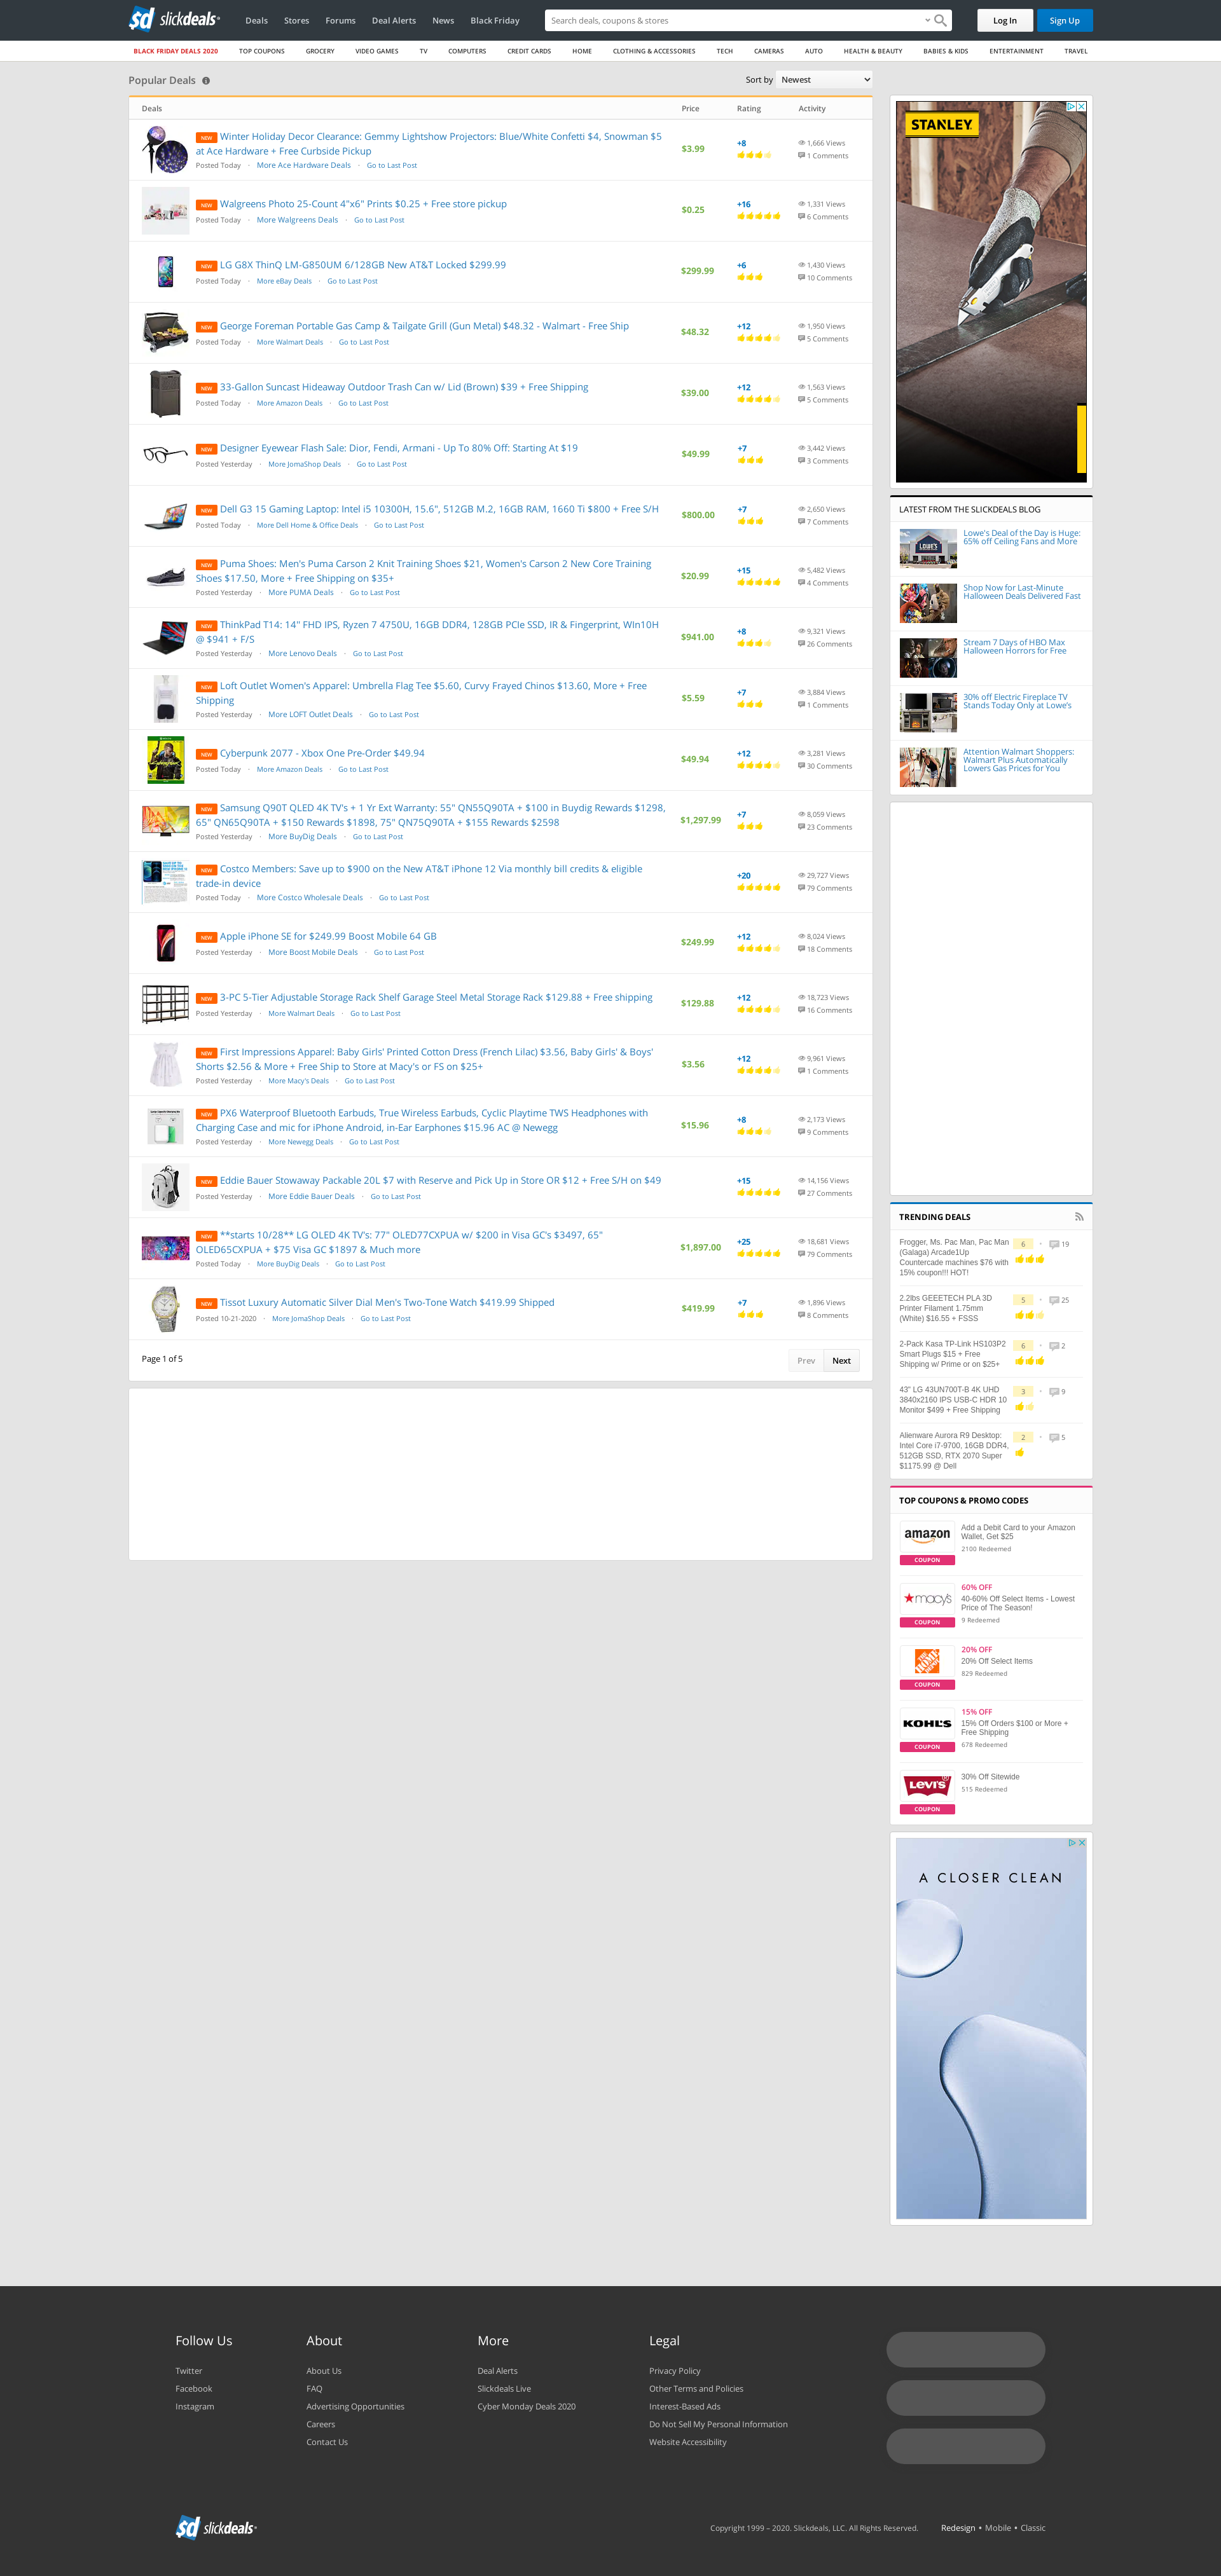 sd slickdeals
Deals Stores Forums Deal Alerts News Black Friday
Search deals, coupons & stores
Log In
Sign Up
BLACK FRIDAY DEALS 2020 TOP COUPONS GROCERY VIDEO GAMES TV COMPUTERS CREDIT CARDS HOME CLOTHING & ACCESSORIES TECH CAMERAS AUTO HEALTH & BEAUTY BABIES & KIDS ENTERTAINMENT TRAVEL
Popular Deals
Sort by Newest
Deals Price Rating Activity
NEW Winter Holiday Decor Clearance: Gemmy Lightshow Projectors: Blue/White Confetti $4, Snowman $5
at Ace Hardware + Free Curbside Pickup
Posted Today · More Ace Hardware Deals · Go to Last Post
$3.99
+8
1,666 Views
1 Comments
NEW Walgreens Photo 25-Count 4"x6" Prints $0.25 + Free store pickup
Posted Today · More Walgreens Deals · Go to Last Post
$0.25
+16
1,331 Views
6 Comments
NEW LG G8X ThinQ LM-G850UM 6/128GB New AT&T Locked $299.99
Posted Today · More eBay Deals · Go to Last Post
$299.99
+6
1,430 Views
10 Comments
NEW George Foreman Portable Gas Camp & Tailgate Grill (Gun Metal) $48.32 - Walmart - Free Ship
Posted Today · More Walmart Deals · Go to Last Post
$48.32
+12
1,950 Views
5 Comments
NEW 33-Gallon Suncast Hideaway Outdoor Trash Can w/ Lid (Brown) $39 + Free Shipping
Posted Today · More Amazon Deals · Go to Last Post
$39.00
+12
1,563 Views
5 Comments
NEW Designer Eyewear Flash Sale: Dior, Fendi, Armani - Up To 80% Off: Starting At $19
Posted Yesterday · More JomaShop Deals · Go to Last Post
$49.99
+7
3,442 Views
3 Comments
NEW Dell G3 15 Gaming Laptop: Intel i5 10300H, 15.6", 512GB M.2, 16GB RAM, 1660 Ti $800 + Free S/H
Posted Today · More Dell Home & Office Deals · Go to Last Post
$800.00
+7
2,650 Views
7 Comments
NEW Puma Shoes: Men's Puma Carson 2 Knit Training Shoes $21, Women's Carson 2 New Core Training
Shoes $17.50, More + Free Shipping on $35+
Posted Yesterday · More PUMA Deals · Go to Last Post
$20.99
+15
5,482 Views
4 Comments
NEW ThinkPad T14: 14" FHD IPS, Ryzen 7 4750U, 16GB DDR4, 128GB PCIe SSD, IR & Fingerprint, WIn10H
@ $941 + F/S
Posted Yesterday · More Lenovo Deals · Go to Last Post
$941.00
+8
9,321 Views
26 Comments
NEW Loft Outlet Women's Apparel: Umbrella Flag Tee $5.60, Curvy Frayed Chinos $13.60, More + Free
Shipping
Posted Yesterday · More LOFT Outlet Deals · Go to Last Post
$5.59
+7
3,884 Views
1 Comments
NEW Cyberpunk 2077 - Xbox One Pre-Order $49.94
Posted Today · More Amazon Deals · Go to Last Post
$49.94
+12
3,281 Views
30 Comments
NEW Samsung Q90T QLED 4K TV's + 1 Yr Ext Warranty: 55" QN55Q90TA + $100 in Buydig Rewards $1298,
65" QN65Q90TA + $150 Rewards $1898, 75" QN75Q90TA + $155 Rewards $2598
Posted Yesterday · More BuyDig Deals · Go to Last Post
$1,297.99
+7
8,059 Views
23 Comments
NEW Costco Members: Save up to $900 on the New AT&T iPhone 12 Via monthly bill credits & eligible
trade-in device
Posted Today · More Costco Wholesale Deals · Go to Last Post
+20
29,727 Views
79 Comments
NEW Apple iPhone SE for $249.99 Boost Mobile 64 GB
Posted Yesterday · More Boost Mobile Deals · Go to Last Post
$249.99
+12
8,024 Views
18 Comments
NEW 3-PC 5-Tier Adjustable Storage Rack Shelf Garage Steel Metal Storage Rack $129.88 + Free shipping
Posted Yesterday · More Walmart Deals · Go to Last Post
$129.88
+12
18,723 Views
16 Comments
NEW First Impressions Apparel: Baby Girls' Printed Cotton Dress (French Lilac) $3.56, Baby Girls' & Boys'
Shorts $2.56 & More + Free Ship to Store at Macy's or FS on $25+
Posted Yesterday · More Macy's Deals · Go to Last Post
$3.56
+12
9,961 Views
1 Comments
NEW PX6 Waterproof Bluetooth Earbuds, True Wireless Earbuds, Cyclic Playtime TWS Headphones with
Charging Case and mic for iPhone Android, in-Ear Earphones $15.96 AC @ Newegg
Posted Yesterday · More Newegg Deals · Go to Last Post
$15.96
+8
2,173 Views
9 Comments
NEW Eddie Bauer Stowaway Packable 20L $7 with Reserve and Pick Up in Store OR $12 + Free S/H on $49
Posted Yesterday · More Eddie Bauer Deals · Go to Last Post
+15
14,156 Views
27 Comments
NEW **starts 10/28** LG OLED 4K TV's: 77" OLED77CXPUA w/ $200 in Visa GC's $3497, 65"
OLED65CXPUA + $75 Visa GC $1897 & Much more
Posted Today · More BuyDig Deals · Go to Last Post
$1,897.00
+25
18,681 Views
79 Comments
NEW Tissot Luxury Automatic Silver Dial Men's Two-Tone Watch $419.99 Shipped
Posted 10-21-2020 · More JomaShop Deals · Go to Last Post
$419.99
+7
1,896 Views
8 Comments
Page 1 of 5
Prev Next
STANLEY
LATEST FROM THE SLICKDEALS BLOG
LOWE'S
Lowe's Deal of the Day is Huge:
65% off Ceiling Fans and More
Shop Now for Last-Minute
Halloween Deals Delivered Fast
Stream 7 Days of HBO Max
Halloween Horrors for Free
30% off Electric Fireplace TV
Stands Today Only at Lowe's
Attention Walmart Shoppers:
Walmart Plus Automatically
Lowers Gas Prices for You
TRENDING DEALS
Frogger, Ms. Pac Man, Pac Man
(Galaga) Arcade1Up
Countercade machines $76 with
15% coupon!!! HOT!
6 • 19
2.2lbs GEEETECH PLA 3D
Printer Filament 1.75mm
(White) $16.55 + FSSS
5 • 25
2-Pack Kasa TP-Link HS103P2
Smart Plugs $15 + Free
Shipping w/ Prime or on $25+
6 • 2
43" LG 43UN700T-B 4K UHD
3840x2160 IPS USB-C HDR 10
Monitor $499 + Free Shipping
3 • 9
Alienware Aurora R9 Desktop:
Intel Core i7-9700, 16GB DDR4,
512GB SSD, RTX 2070 Super
$1175.99 @ Dell
2 • 5
TOP COUPONS & PROMO CODES
amazon
COUPON
Add a Debit Card to your Amazon
Wallet, Get $25
2100 Redeemed
macy's
COUPON
60% OFF
40-60% Off Select Items - Lowest
Price of The Season!
9 Redeemed
COUPON
20% OFF
20% Off Select Items
829 Redeemed
KOHL'S
COUPON
15% OFF
15% Off Orders $100 or More +
Free Shipping
678 Redeemed
LEVI'S
COUPON
30% Off Sitewide
515 Redeemed
A CLOSER CLEAN
Follow Us
Twitter
Facebook
Instagram
About
About Us
FAQ
Advertising Opportunities
Careers
Contact Us
More
Deal Alerts
Slickdeals Live
Cyber Monday Deals 2020
Legal
Privacy Policy
Other Terms and Policies
Interest-Based Ads
Do Not Sell My Personal Information
Website Accessibility
sd slickdeals
Copyright 1999 – 2020. Slickdeals, LLC. All Rights Reserved.
Redesign • Mobile • Classic